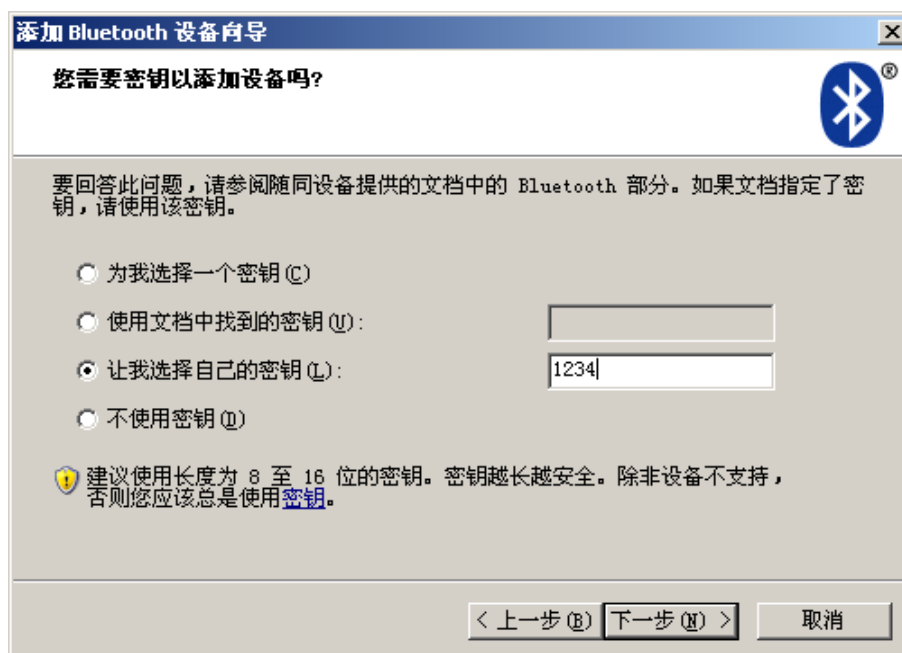 添加 Bluetooth 设备向导
您需要密钥以添加设备吗?
®
要回答此问题，请参阅随同设备提供的文档中的 Bluetooth 部分。如果文档指定了密
钥，请使用该密钥。
为我选择一个密钥(C)
使用文档中找到的密钥(U):
让我选择自己的密钥(L): 1234
不使用密钥(D)
建议使用长度为 8 至 16 位的密钥。密钥越长越安全。除非设备不支持，
否则您应该总是使用密钥。
< 上一步(B) 下一步(N) > 取消